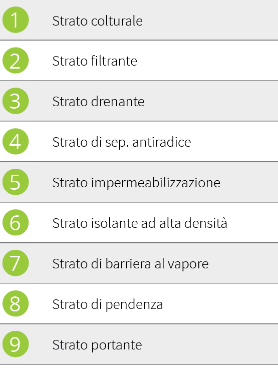 1 Strato colturale
2 Strato filtrante
3 Strato drenante
4 Strato di sep. antiradice
5 Strato impermeabilizzazione
6 Strato isolante ad alta densità
7 Strato di barriera al vapore
8 Strato di pendenza
9 Strato portante